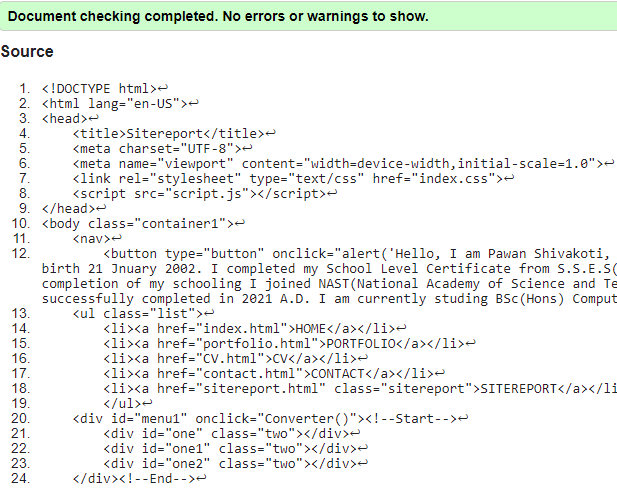 Document checking completed. No errors or warnings to show.
Source
1. <!DOCTYPE html>↩
2. <html lang="en-US">↩
3. <head>↩
4.     <title>Sitereport</title>↩
5.     <meta charset="UTF-8">↩
6.     <meta name="viewport" content="width=device-width,initial-scale=1.0">↩
7.     <link rel="stylesheet" type="text/css" href="index.css">↩
8.     <script src="script.js"></script>↩
9. </head>↩
10. <body class="container1">↩
11.     <nav>↩
12.         <button type="button" onclick="alert('Hello, I am Pawan Shivakoti,
birth 21 Jnuary 2002. I completed my School Level Certificate from S.S.E.S(
completion of my schooling I joined NAST(National Academy of Science and Te
successfully completed in 2021 A.D. I am currently studing BSc(Hons) Comput
13.     <ul class="list">↩
14.         <li><a href="index.html">HOME</a></li>↩
15.         <li><a href="portfolio.html">PORTFOLIO</a></li>↩
16.         <li><a href="CV.html">CV</a></li>↩
17.         <li><a href="contact.html">CONTACT</a></li>↩
18.         <li><a href="sitereport.html" class="sitereport">SITEREPORT</a></li
19.         </ul>↩
20.     <div id="menu1" onclick="Converter()"><!--Start-->↩
21.         <div id="one" class="two"></div>↩
22.         <div id="one1" class="two"></div>↩
23.         <div id="one2" class="two"></div>↩
24.     </div><!--End-->↩